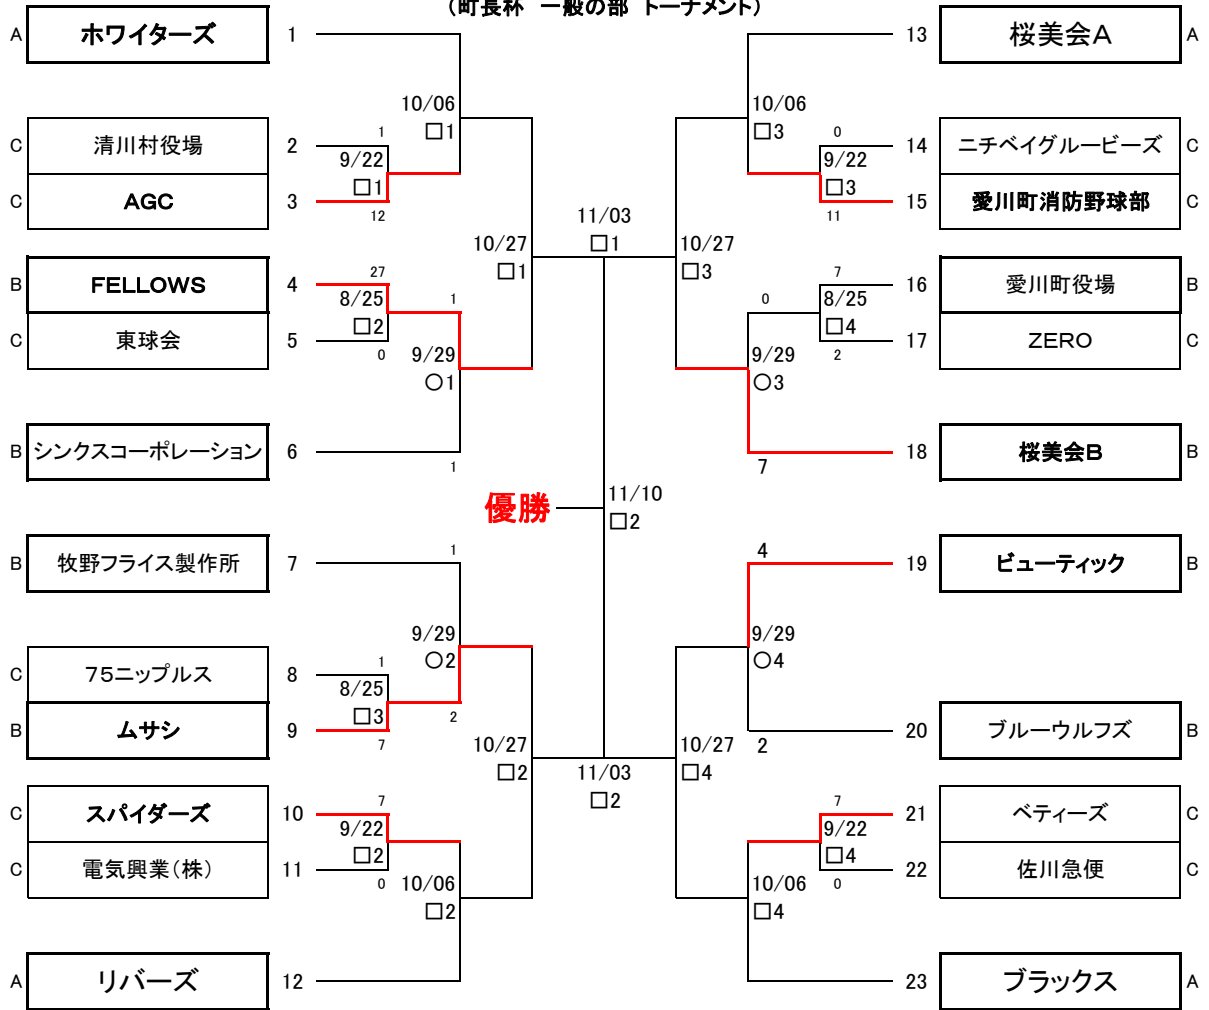 (町長杯 一般の部 トーナメント)
A ホワイターズ 1
10/06
□1
C 清川村役場 2 1
9/22
□1
C AGC 3 12
10/27
□1
B FELLOWS 4 27
8/25
□2
C 東球会 5 0
1
9/29
○1
B シンクスコーポレーション 6 1
B 牧野フライス製作所 7 1
9/29
○2
C 75ニップルス 8 1
8/25
□3
B ムサシ 9 7
2
10/27
□2
C スパイダーズ 10 7
9/22
□2
C 電気興業(株) 11 0
10/06
□2
A リバーズ 12
11/03
□1
優勝
11/10
□2
11/03
□2
13 桜美会A A
10/06
□3
0 14 ニチベイグルービーズ C
9/22
□3
11 15 愛川町消防野球部 C
10/27
□3
7 16 愛川町役場 B
8/25
□4
2 17 ZERO C
0
9/29
○3
7 18 桜美会B B
4 19 ビューティック B
9/29
○4
2 20 ブルーウルフズ B
10/27
□4
7 21 ベティーズ C
9/22
□4
0 22 佐川急便 C
10/06
□4
23 ブラックス A